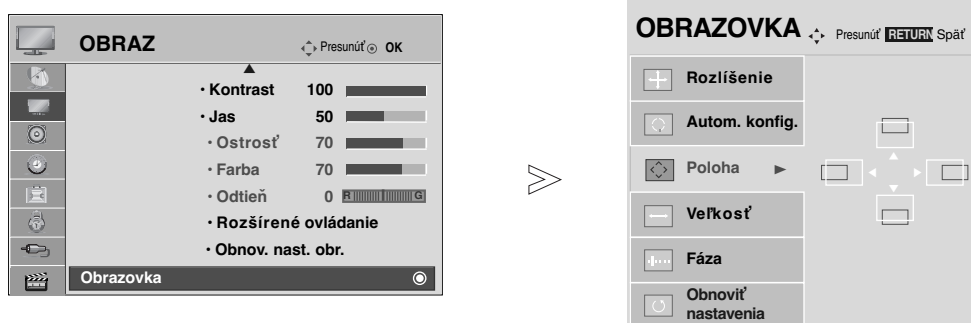 OBRAZ Presunúť OK
• Kontrast 100
• Jas 50
• Ostrosť 70
• Farba 70
• Odtieň 0 R G
• Rozšírené ovládanie
• Obnov. nast. obr.
Obrazovka
OBRAZOVKA Presunúť RETURN Späť
Rozlíšenie
Autom. konfig.
Poloha ►
Veľkosť
Fáza
Obnoviť
nastavenia